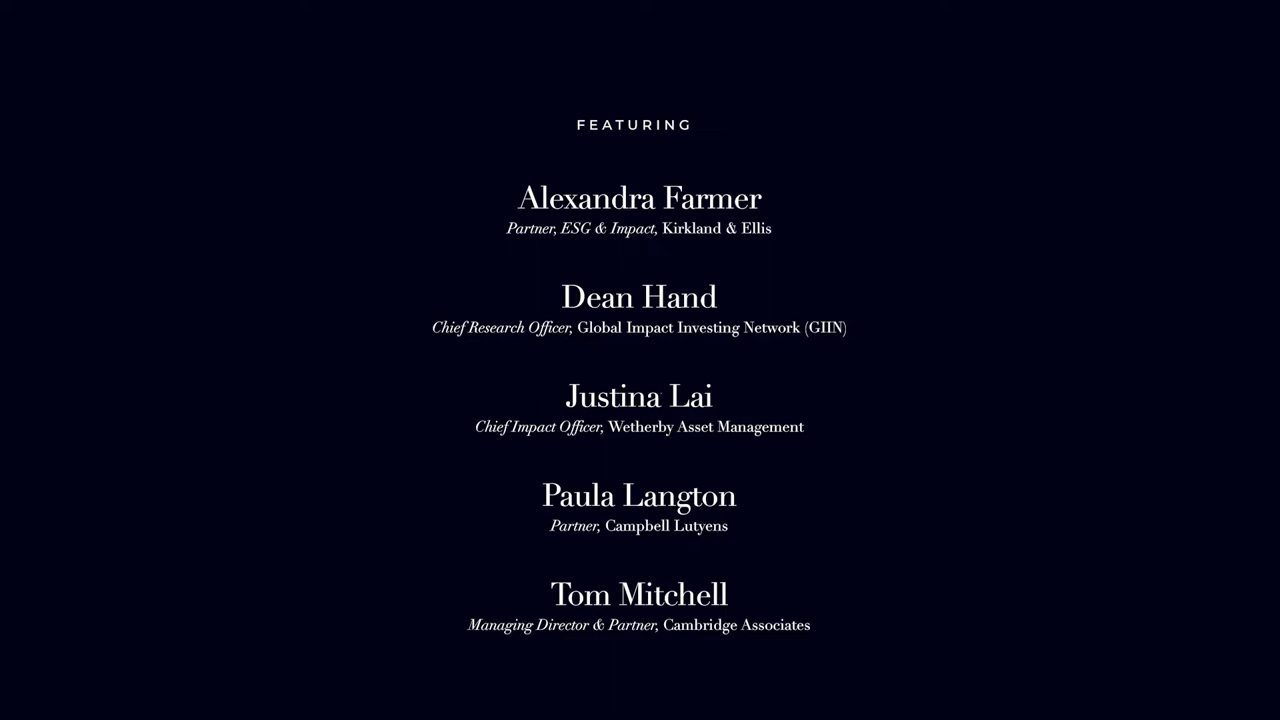 FEATURING
Alexandra Farmer
Partner, ESG & Impact, Kirkland & Ellis
Dean Hand
Chief Research Officer, Global Impact Investing Network (GIIN)
Justina Lai
Chief Impact Officer, Wetherby Asset Management
Paula Langton
Partner, Campbell Lutyens
Tom Mitchell
Managing Director & Partner, Cambridge Associates